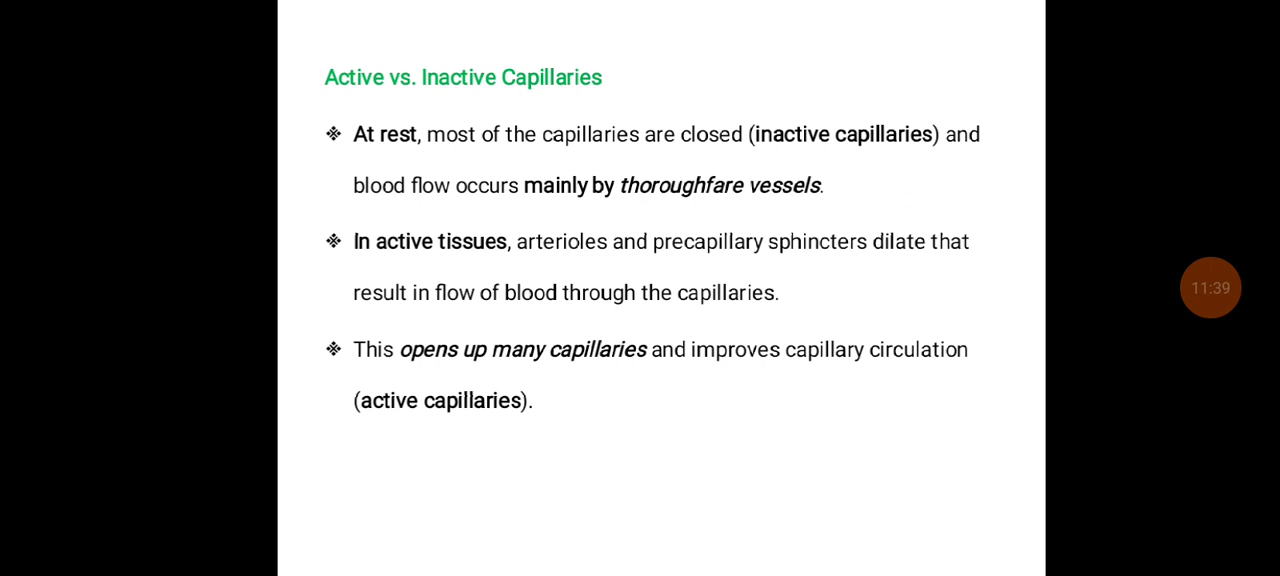 Active vs. Inactive Capillaries
❖ At rest, most of the capillaries are closed (inactive capillaries) and
blood flow occurs mainly by thoroughfare vessels.
❖ In active tissues, arterioles and precapillary sphincters dilate that
result in flow of blood through the capillaries.
❖ This opens up many capillaries and improves capillary circulation
(active capillaries).
11:39